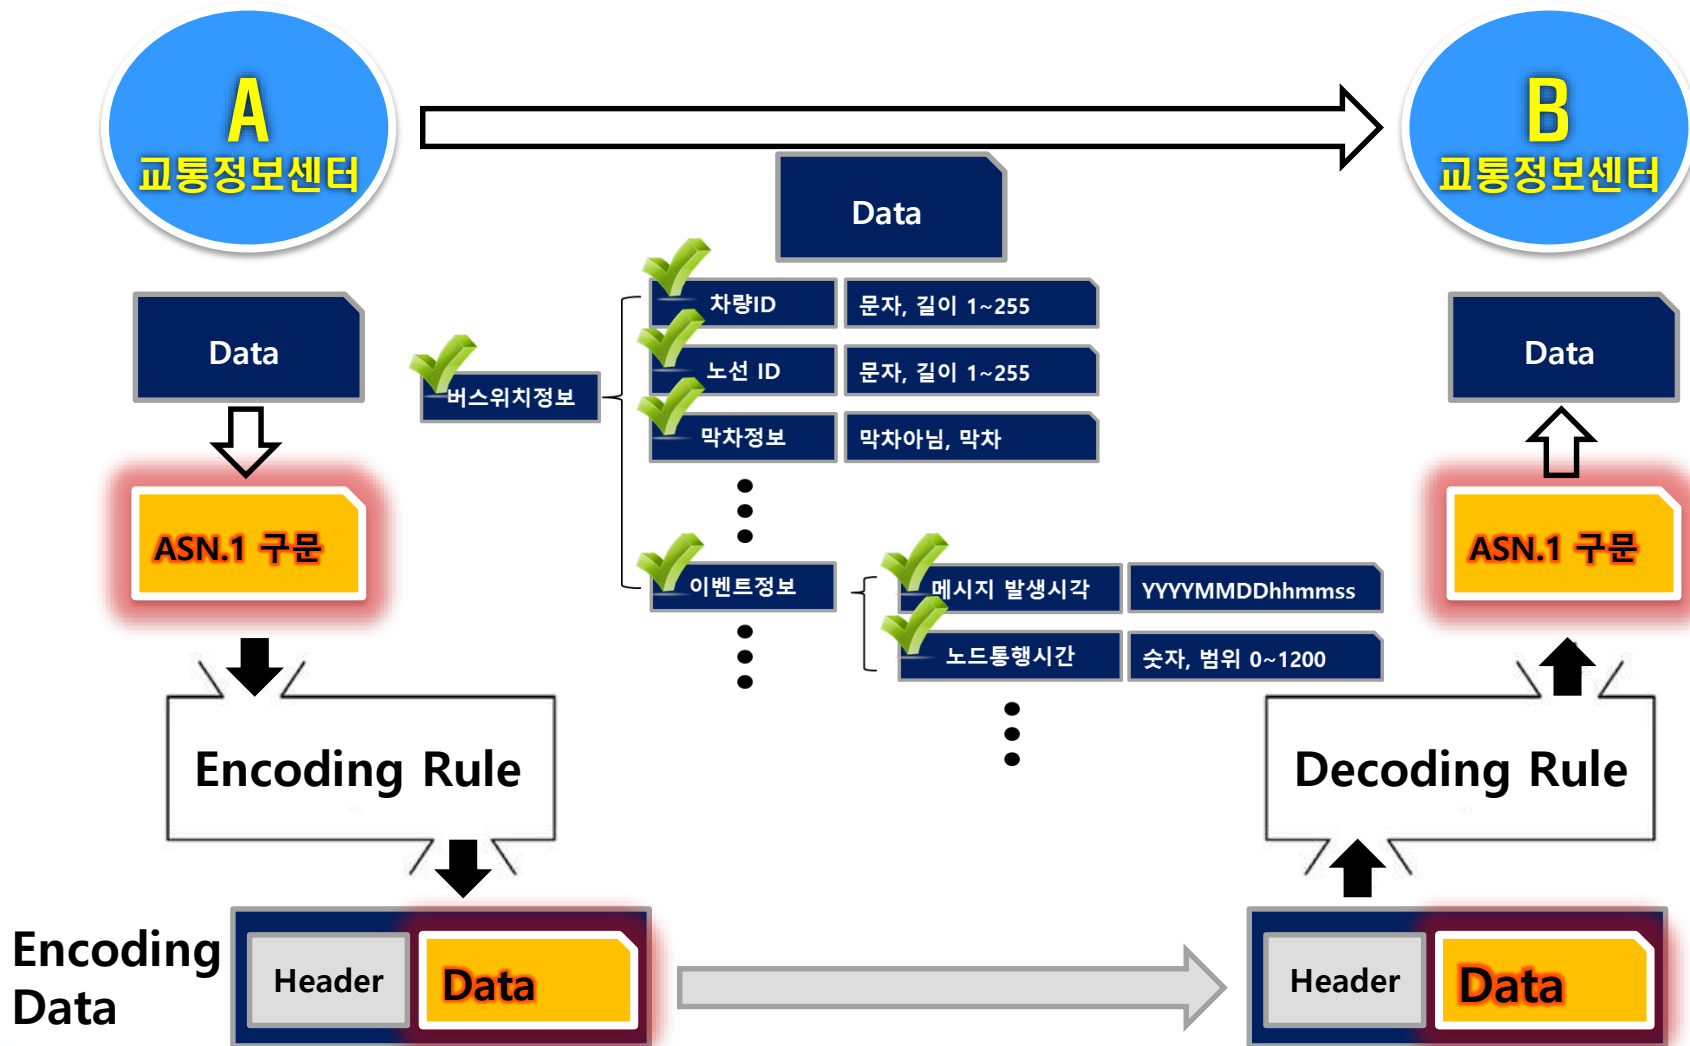 A
교통정보센터
B
교통정보센터
Data
Data
Data
차량ID
문자, 길이 1~255
노선 ID
문자, 길이 1~255
버스위치정보
막차정보
막차아님, 막차
ASN.1 구문
ASN.1 구문
이벤트정보
메시지 발생시각
YYYYMMDDhhmmss
노드통행시간
숫자, 범위 0~1200
Encoding Rule
Decoding Rule
Encoding
Data
Header
Data
Header
Data